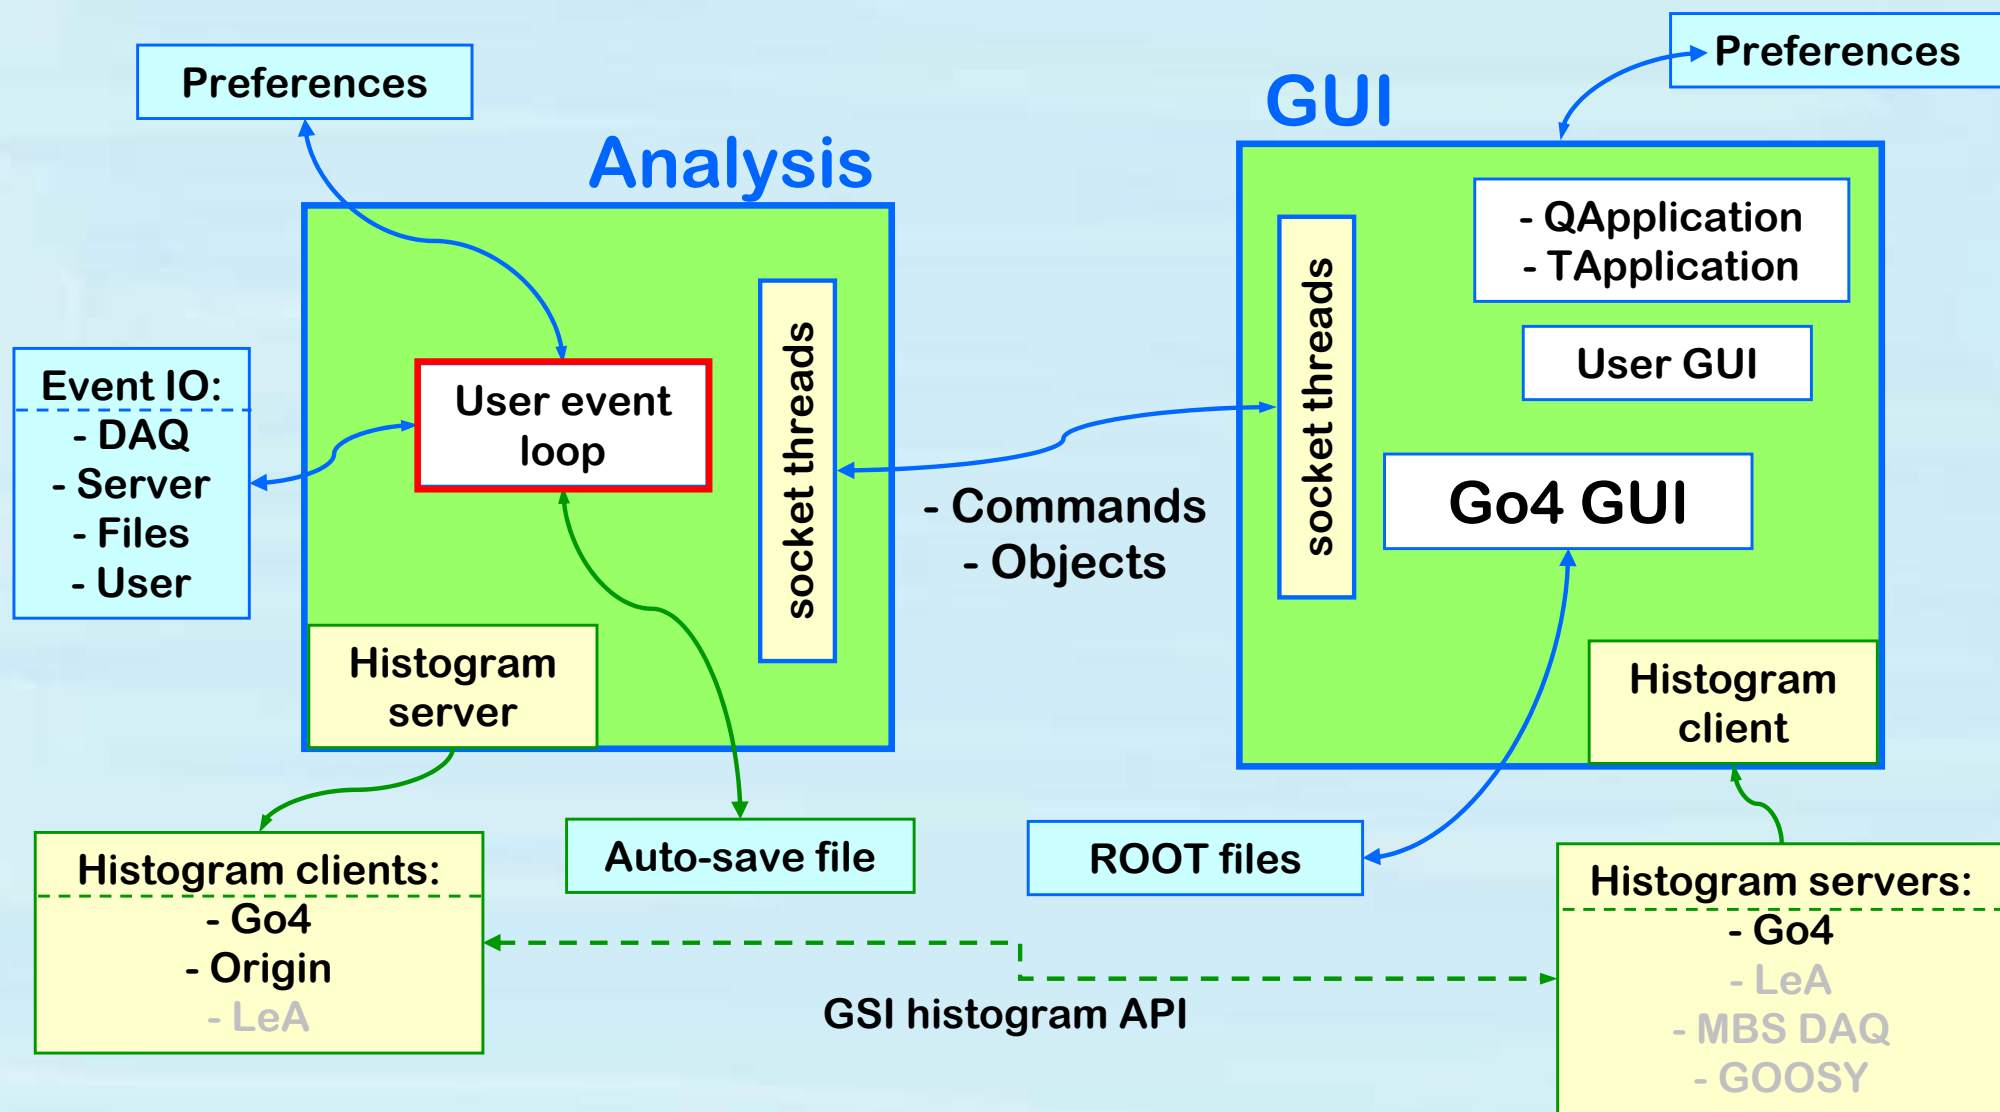 Preferences
Preferences
GUI
Analysis
- QApplication
- TApplication
socket threads
socket threads
User GUI
Event IO:
- DAQ
- Server
- Files
- User
User event
loop
- Commands
- Objects
Go4 GUI
Histogram
server
Histogram
client
Histogram clients:
- Go4
- Origin
- LeA
Auto-save file
ROOT files
Histogram servers:
- Go4
- LeA
- MBS DAQ
- GOOSY
GSI histogram API